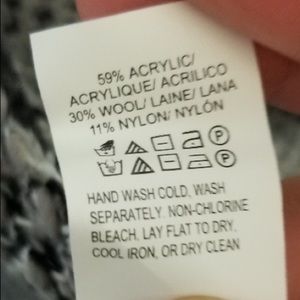 59% ACRYLIC/
ACRYLIQUE/ ACRILICO
30% WOOL/ LAINE/ LANA
11% NYLON/ NYLÓN
P
P
HAND WASH COLD, WASH
SEPARATELY. NON-CHLORINE
BLEACH. LAY FLAT TO DRY.
COOL IRON, OR DRY CLEAN